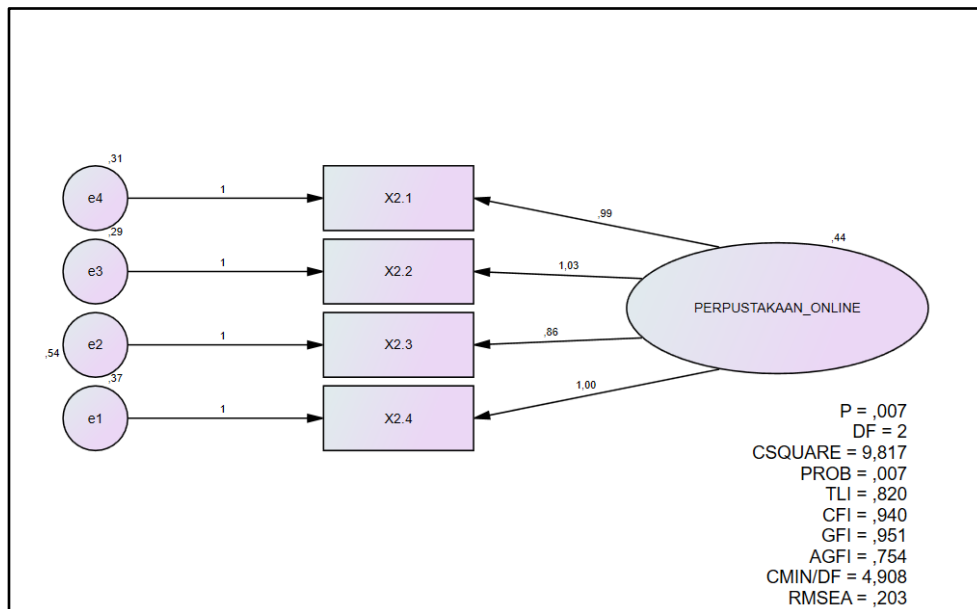 ,31
e4
1
X2.1
,99
,29
e3
1
X2.2
1,03
,44
PERPUSTAKAAN_ONLINE
e2
,54
1
X2.3
,86
,37
e1
1
X2.4
1,00
P = ,007
DF = 2
CSQUARE = 9,817
PROB = ,007
TLI = ,820
CFI = ,940
GFI = ,951
AGFI = ,754
CMIN/DF = 4,908
RMSEA = ,203